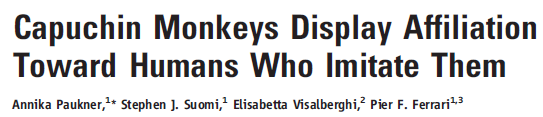 Capuchin Monkeys Display Affiliation
Toward Humans Who Imitate Them
Annika Paukner,¹* Stephen J. Suomi,¹ Elisabetta Visalberghi,² Pier F. Ferrari¹,³